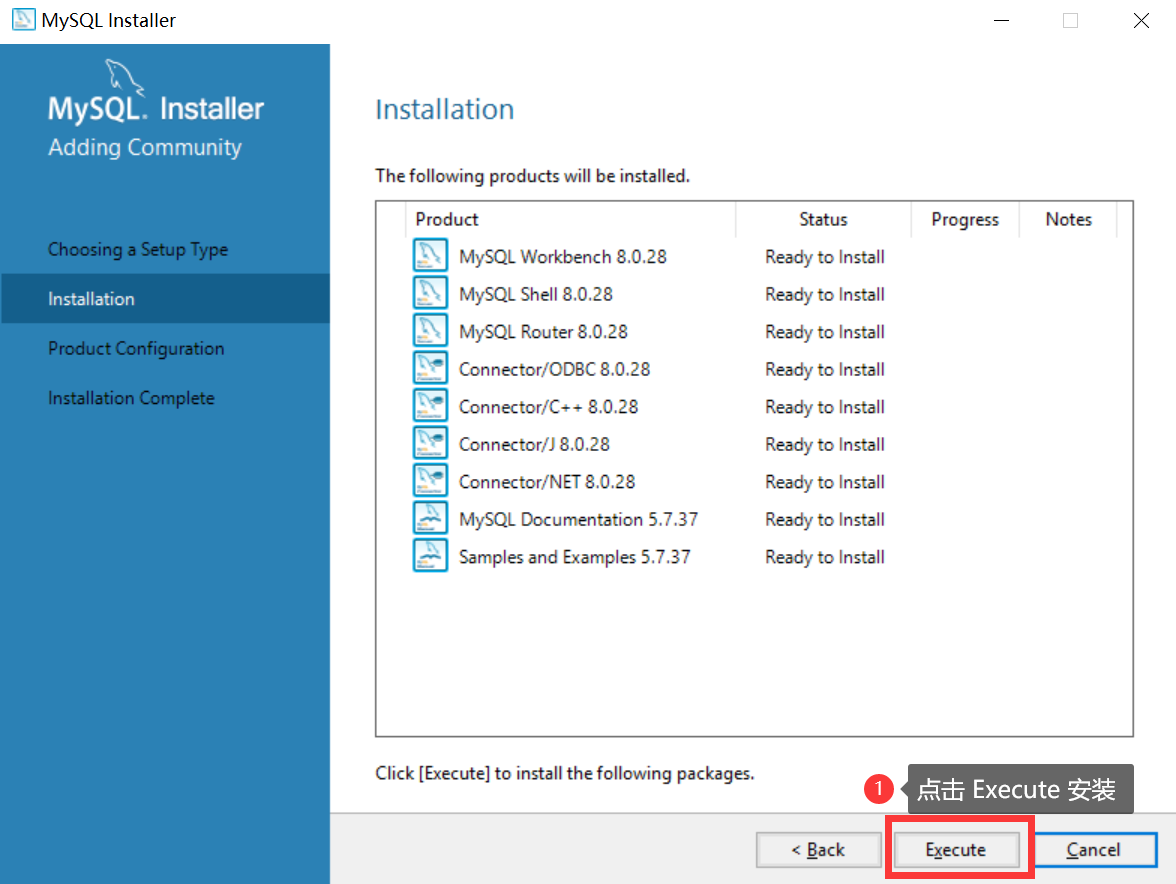 MySQL Installer
MySQL. Installer
Adding Community
Choosing a Setup Type
Installation
Product Configuration
Installation Complete
Installation
The following products will be installed.
Product Status Progress Notes
MySQL Workbench 8.0.28 Ready to Install
MySQL Shell 8.0.28 Ready to Install
MySQL Router 8.0.28 Ready to Install
Connector/ODBC 8.0.28 Ready to Install
Connector/C++ 8.0.28 Ready to Install
Connector/J 8.0.28 Ready to Install
Connector/NET 8.0.28 Ready to Install
MySQL Documentation 5.7.37 Ready to Install
Samples and Examples 5.7.37 Ready to Install
Click [Execute] to install the following packages.
1 点击 Execute 安装
< Back Execute Cancel